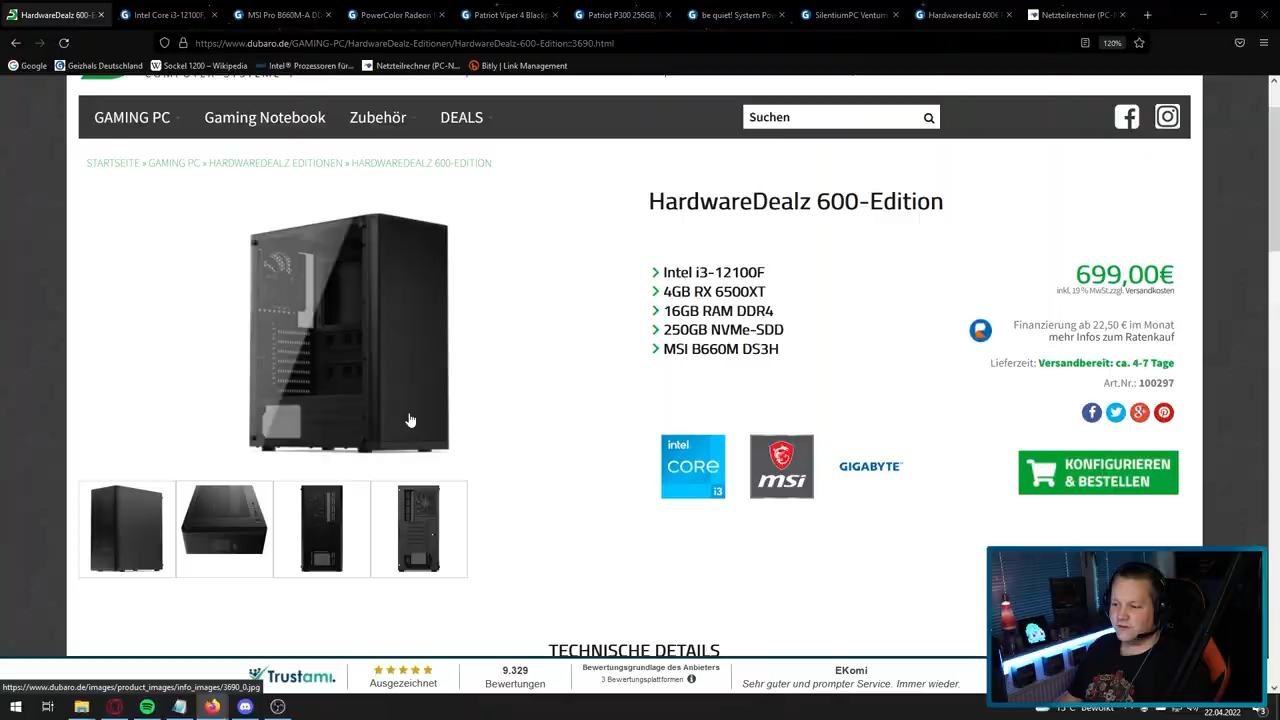 HardwareDealz 600-Edition
Intel Core i3-12100F,
MSI Pro B660M-A D
PowerColor Radeon
Patriot Viper 4 Blackp
Patriot P300 256GB, M
be quiet! System Pow
SilentiumPC Ventum
Hardwaredealz 600€
Netzteilrechner (PC-N
https://www.dubaro.de/GAMING-PC/HardwareDealz-Editionen/HardwareDealz-600-Edition::3690.html
120%
Google
Geizhals Deutschland
Sockel 1200 – Wikipedia
Intel® Prozessoren für...
Netzteilrechner (PC-N...
Bitly | Link Management
GAMING PC
Gaming Notebook
Zubehör
DEALS
Suchen
STARTSEITE » GAMING PC » HARDWAREDEALZ EDITIONEN » HARDWAREDEALZ 600-EDITION
HardwareDealz 600-Edition
Intel i3-12100F
4GB RX 6500XT
16GB RAM DDR4
250GB NVMe-SDD
MSI B660M DS3H
699,00€
inkl. 19 % MwSt.zzgl. Versandkosten
Finanzierung ab 22,50 € im Monat
mehr Infos zum Ratenkauf
Lieferzeit: Versandbereit: ca. 4-7 Tage
Art.Nr.: 100297
intel
CORE
i3
msi
GIGABYTE
KONFIGURIEREN
& BESTELLEN
TECHNISCHE DETAILS
Trustami.
Ausgezeichnet
9.329
Bewertungen
Bewertungsgrundlage des Anbieters
3 Bewertungsplattformen
EKomi
Sehr guter und prompter Service. Immer wieder.
https://www.dubaro.de/images/product_images/info_images/3690_0.jpg
15°C bewölkt
22.04.2022